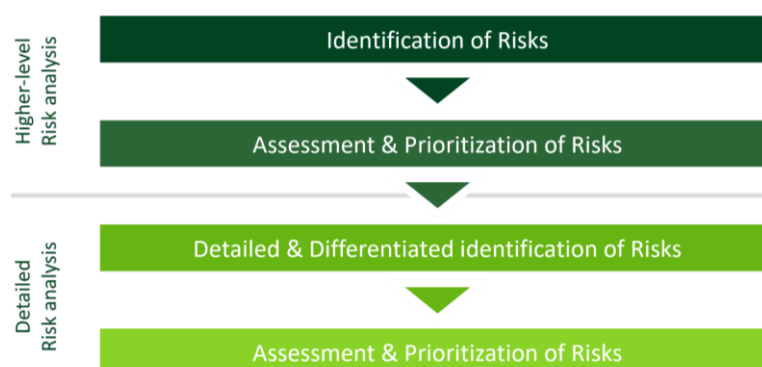 Higher-level
Risk analysis
Identification of Risks
Assessment & Prioritization of Risks
Detailed
Risk analysis
Detailed & Differentiated identification of Risks
Assessment & Prioritization of Risks